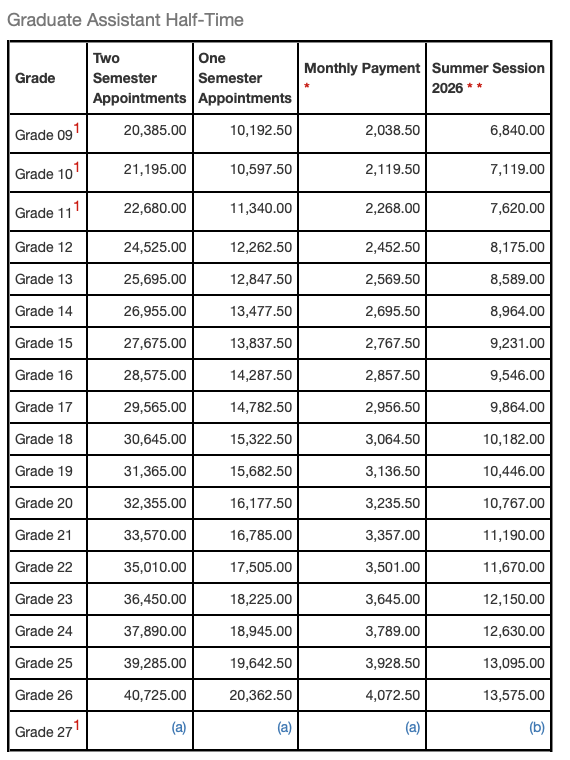 Graduate Assistant Half-Time
Grade Two Semester Appointments One Semester Appointments Monthly Payment * Summer Session 2026 * *
Grade 09 1 20,385.00 10,192.50 2,038.50 6,840.00
Grade 10 1 21,195.00 10,597.50 2,119.50 7,119.00
Grade 11 1 22,680.00 11,340.00 2,268.00 7,620.00
Grade 12 24,525.00 12,262.50 2,452.50 8,175.00
Grade 13 25,695.00 12,847.50 2,569.50 8,589.00
Grade 14 26,955.00 13,477.50 2,695.50 8,964.00
Grade 15 27,675.00 13,837.50 2,767.50 9,231.00
Grade 16 28,575.00 14,287.50 2,857.50 9,546.00
Grade 17 29,565.00 14,782.50 2,956.50 9,864.00
Grade 18 30,645.00 15,322.50 3,064.50 10,182.00
Grade 19 31,365.00 15,682.50 3,136.50 10,446.00
Grade 20 32,355.00 16,177.50 3,235.50 10,767.00
Grade 21 33,570.00 16,785.00 3,357.00 11,190.00
Grade 22 35,010.00 17,505.00 3,501.00 11,670.00
Grade 23 36,450.00 18,225.00 3,645.00 12,150.00
Grade 24 37,890.00 18,945.00 3,789.00 12,630.00
Grade 25 39,285.00 19,642.50 3,928.50 13,095.00
Grade 26 40,725.00 20,362.50 4,072.50 13,575.00
Grade 27 1 (a) (a) (a) (b)